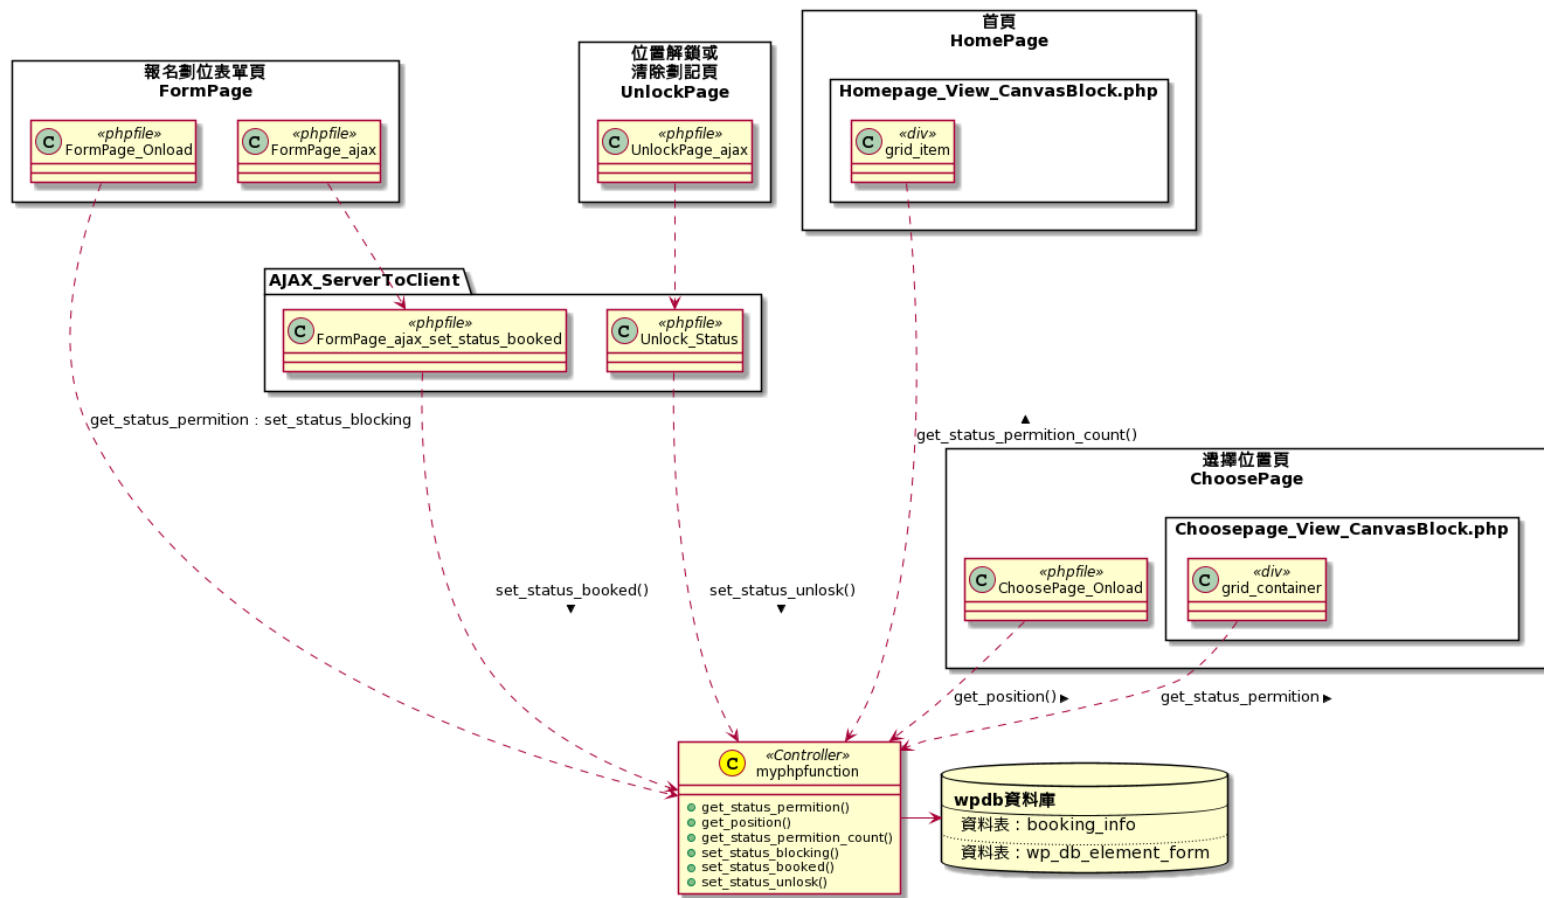 首頁
HomePage
位置解鎖或
清除劃記頁
UnlockPage
報名劃位表單頁
FormPage
Homepage_View_CanvasBlock.php
C
«phpfile»
FormPage_Onload
C
«phpfile»
FormPage_ajax
C
«phpfile»
UnlockPage_ajax
C
«div»
grid_item
AJAX_ServerToClient
C
«phpfile»
FormPage_ajax_set_status_booked
C
«phpfile»
Unlock_Status
get_status_permition : set_status_blocking
▲
get_status_permition_count()
選擇位置頁
ChoosePage
Choosepage_View_CanvasBlock.php
C
«phpfile»
ChoosePage_Onload
C
«div»
grid_container
set_status_booked()
▼
set_status_unlosk()
▼
get_position() ▶
get_status_permition ▶
C
«Controller»
myphpfunction
get_status_permition()
get_position()
get_status_permition_count()
set_status_blocking()
set_status_booked()
set_status_unlosk()
wpdb資料庫
資料表：booking_info
資料表：wp_db_element_form